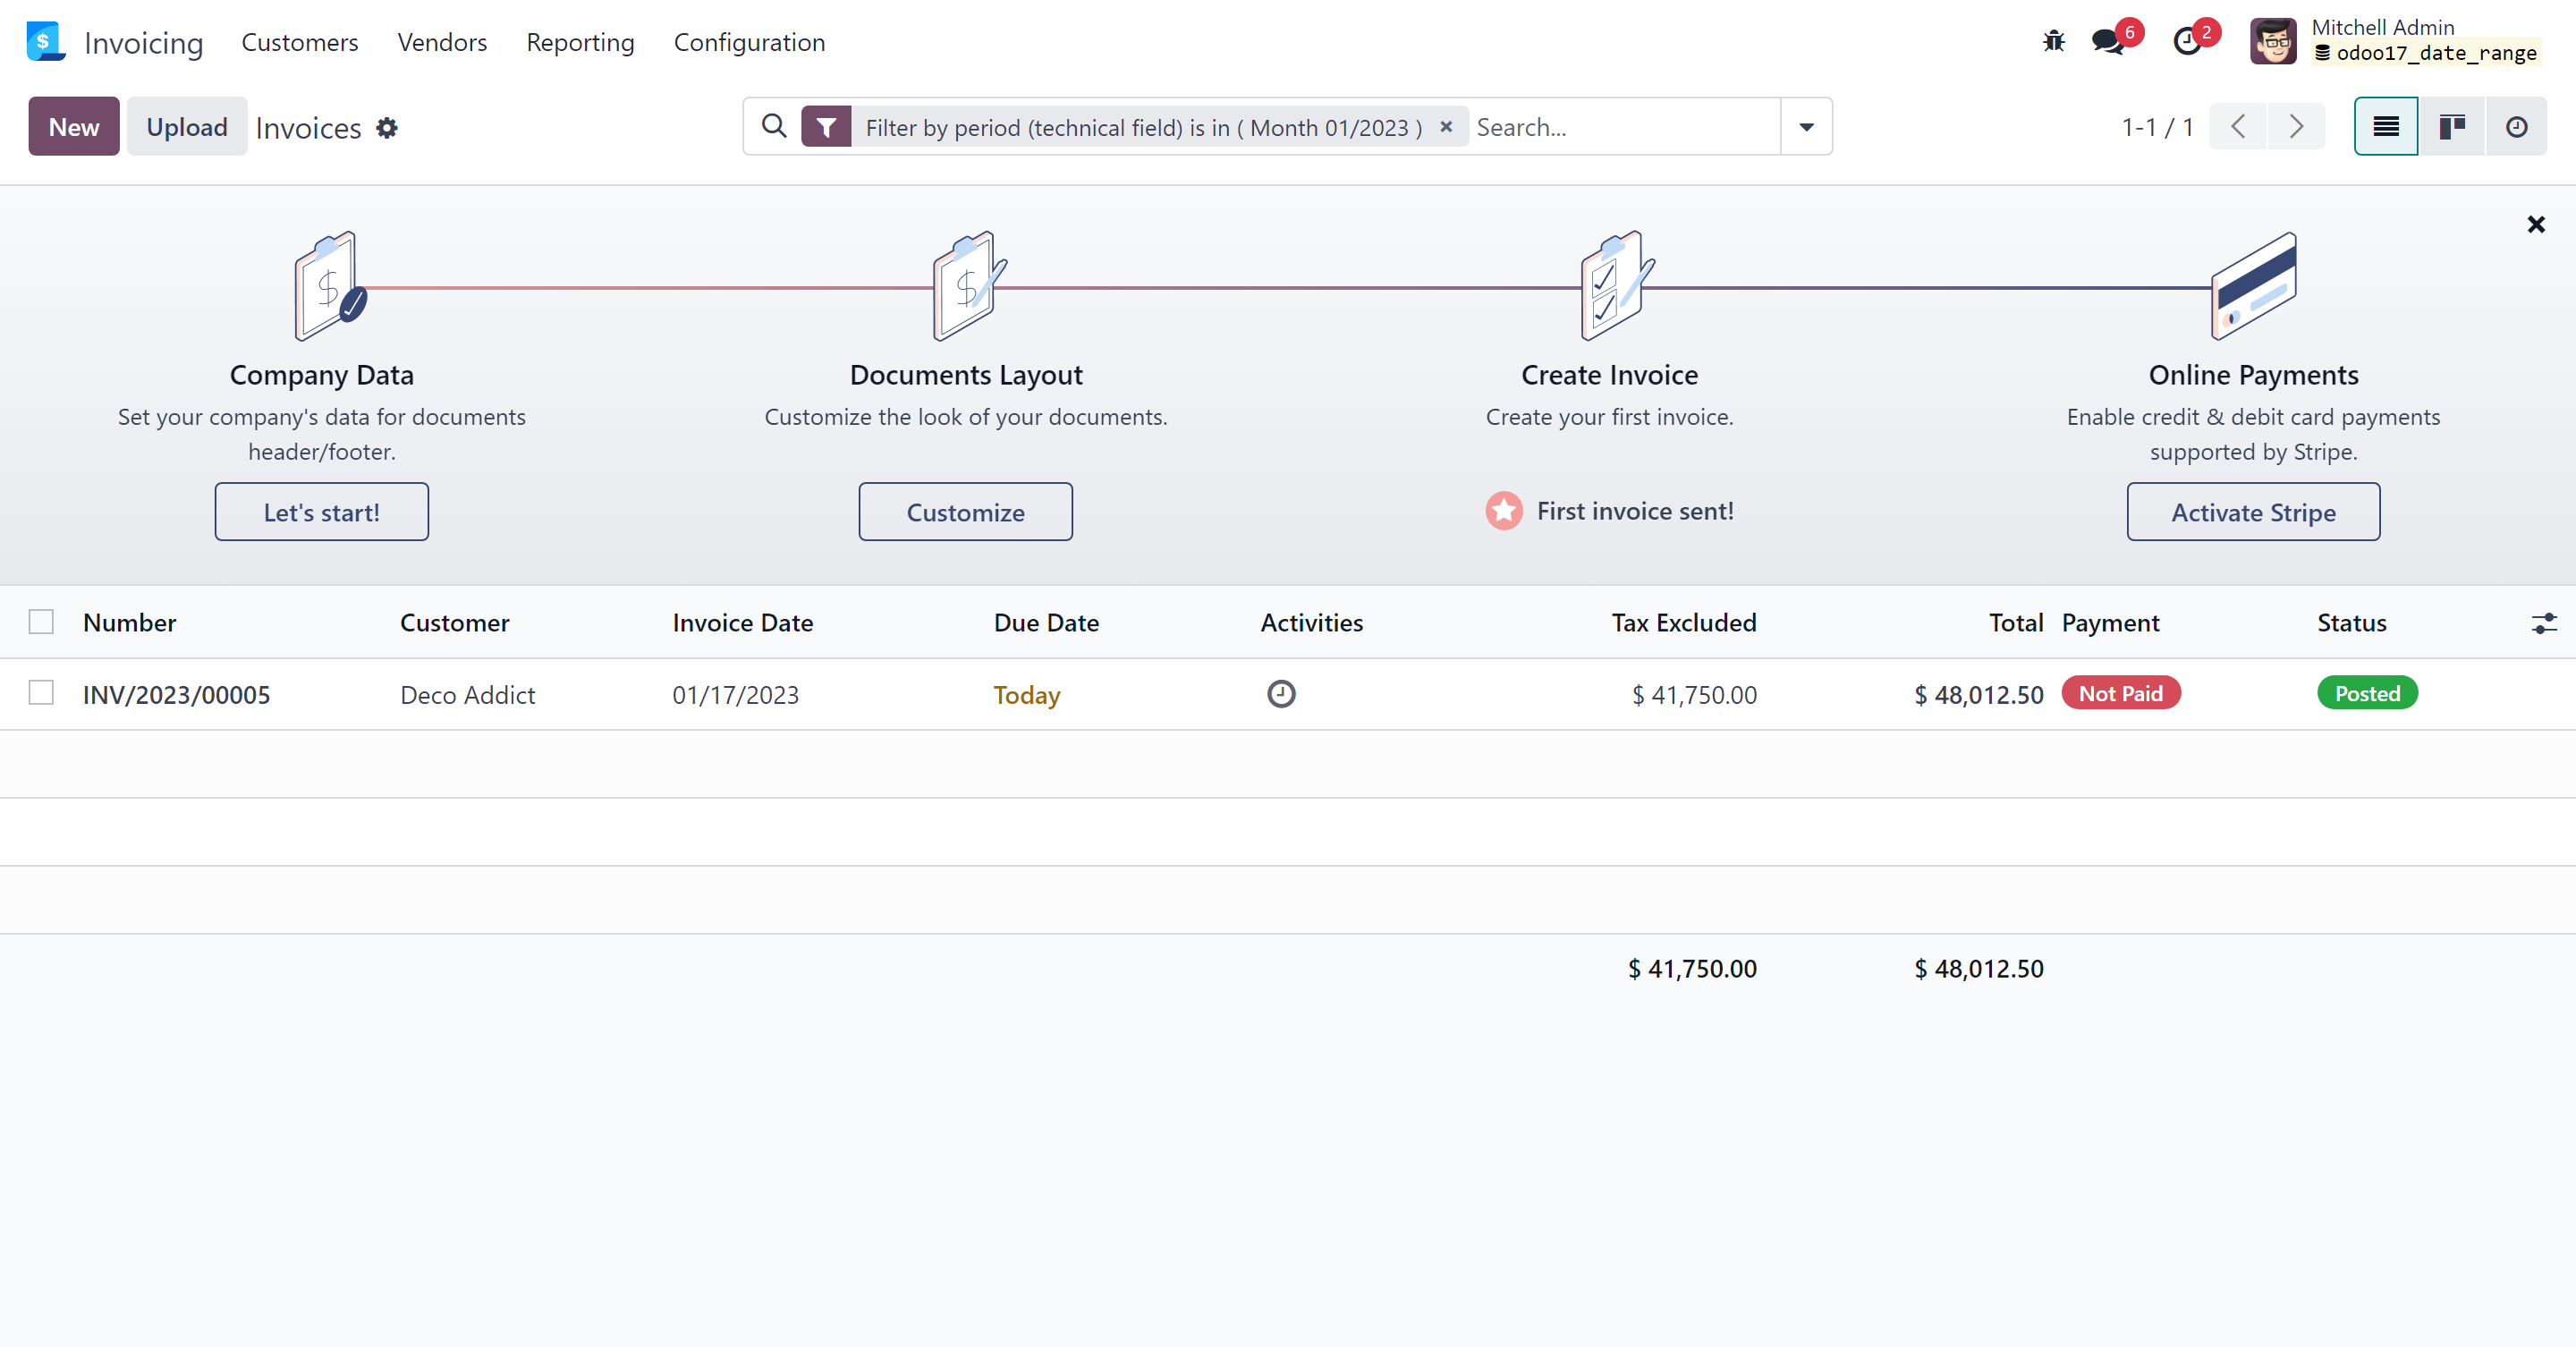 Invoicing Customers Vendors Reporting Configuration 6 2 Mitchell Admin
odoo17_date_range
New Upload Invoices Filter by period (technical field) is in ( Month 01/2023 ) × Search... 1-1 / 1
Company Data
Set your company's data for documents
header/footer.
Let's start!
Documents Layout
Customize the look of your documents.
Customize
Create Invoice
Create your first invoice.
First invoice sent!
Online Payments
Enable credit & debit card payments
supported by Stripe.
Activate Stripe
Number Customer Invoice Date Due Date Activities Tax Excluded Total Payment Status
INV/2023/00005 Deco Addict 01/17/2023 Today $ 41,750.00 $ 48,012.50 Not Paid Posted
$ 41,750.00 $ 48,012.50